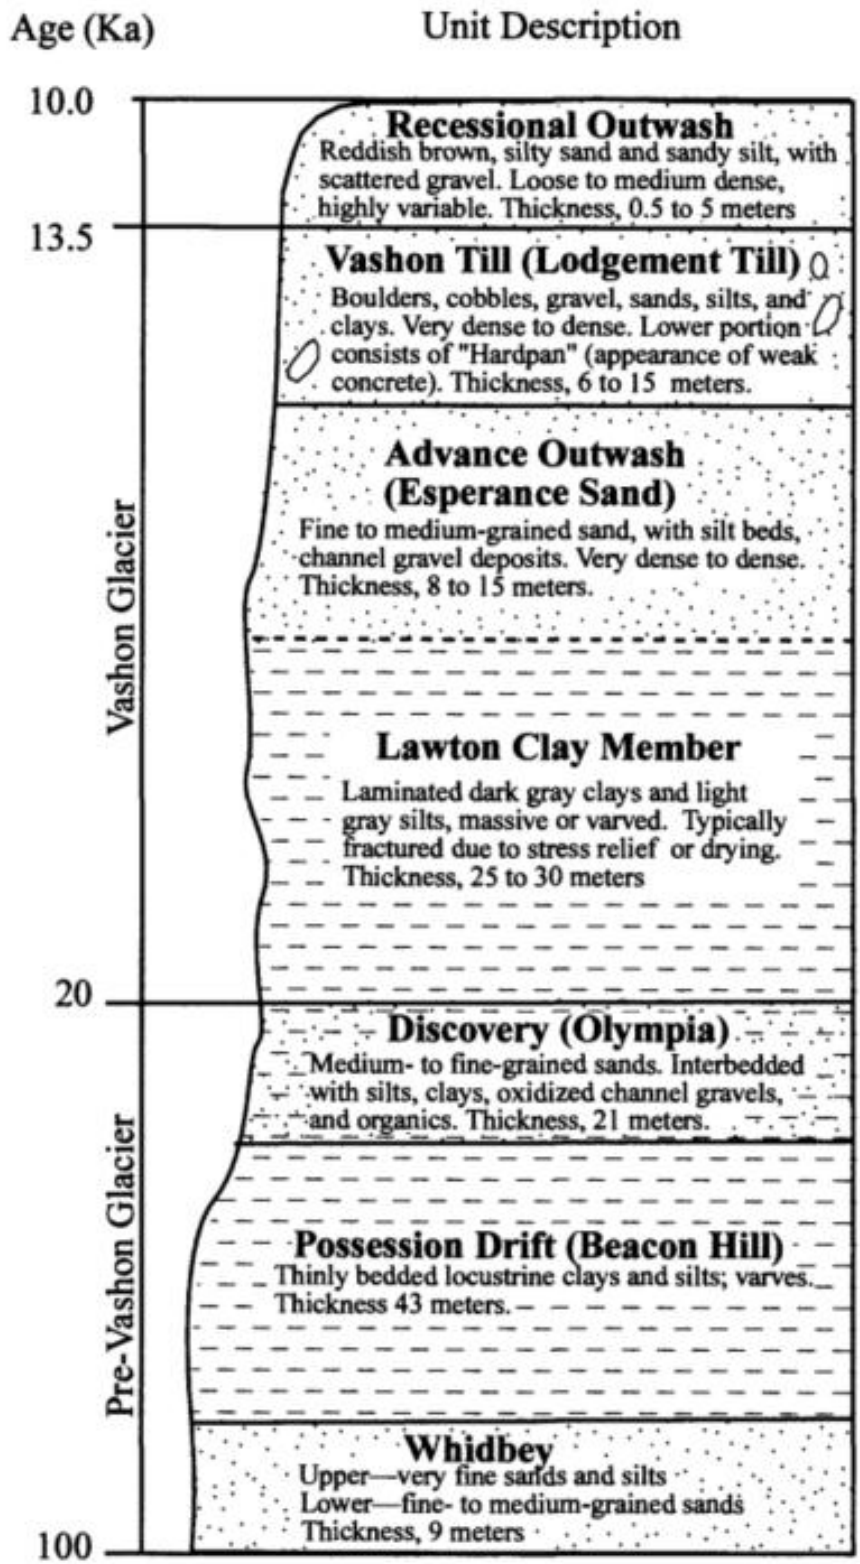 Age (Ka)
Unit Description
10.0
Recessional Outwash
Reddish brown, silty sand and sandy silt, with
scattered gravel. Loose to medium dense,
highly variable. Thickness, 0.5 to 5 meters
13.5
Vashon Till (Lodgement Till)
Boulders, cobbles, gravel, sands, silts, and
clays. Very dense to dense. Lower portion
consists of "Hardpan" (appearance of weak
concrete). Thickness, 6 to 15 meters.
Advance Outwash
(Esperance Sand)
Fine to medium-grained sand, with silt beds,
channel gravel deposits. Very dense to dense.
Thickness, 8 to 15 meters.
Vashon Glacier
Lawton Clay Member
Laminated dark gray clays and light
gray silts, massive or varved. Typically
fractured due to stress relief or drying.
Thickness, 25 to 30 meters
20
Discovery (Olympia)
Medium- to fine-grained sands. Interbedded
with silts, clays, oxidized channel gravels,
and organics. Thickness, 21 meters.
Pre-Vashon Glacier
Possession Drift (Beacon Hill)
Thinly bedded locustrine clays and silts; varves.
Thickness 43 meters.
Whidbey
Upper—very fine sands and silts
Lower—fine- to medium-grained sands
Thickness, 9 meters
100